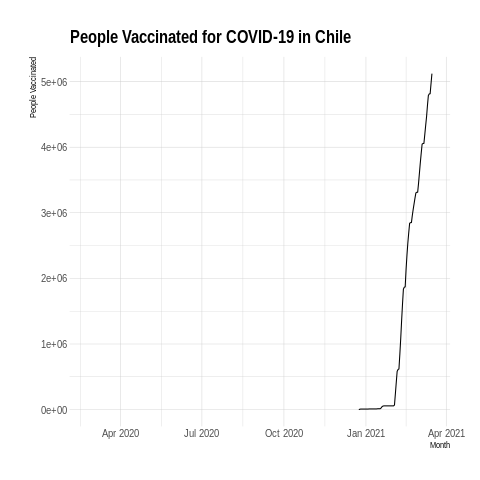 People Vaccinated for COVID-19 in Chile
People Vaccinated
5e+06
4e+06
3e+06
2e+06
1e+06
0e+00
Apr 2020 Jul 2020 Oct 2020 Jan 2021 Apr 2021
Month